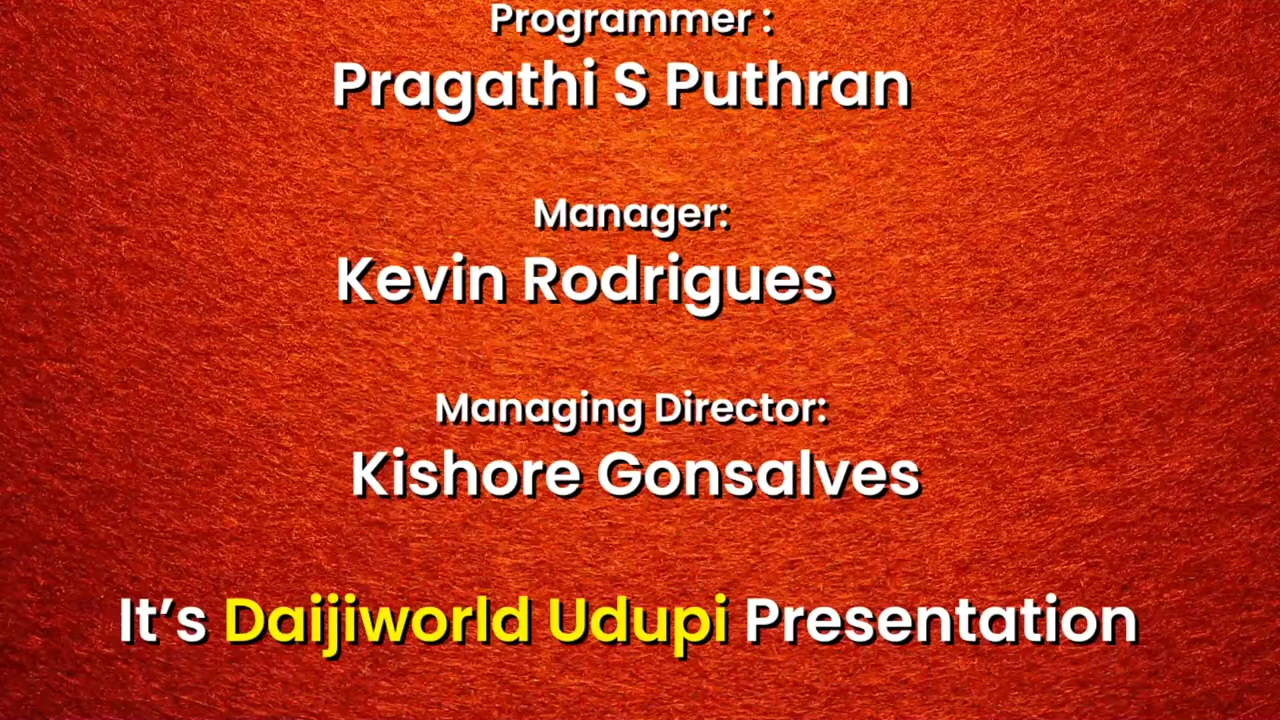 Programmer :
Pragathi S Puthran
Manager:
Kevin Rodrigues
Managing Director:
Kishore Gonsalves
It’s Daijiworld Udupi Presentation